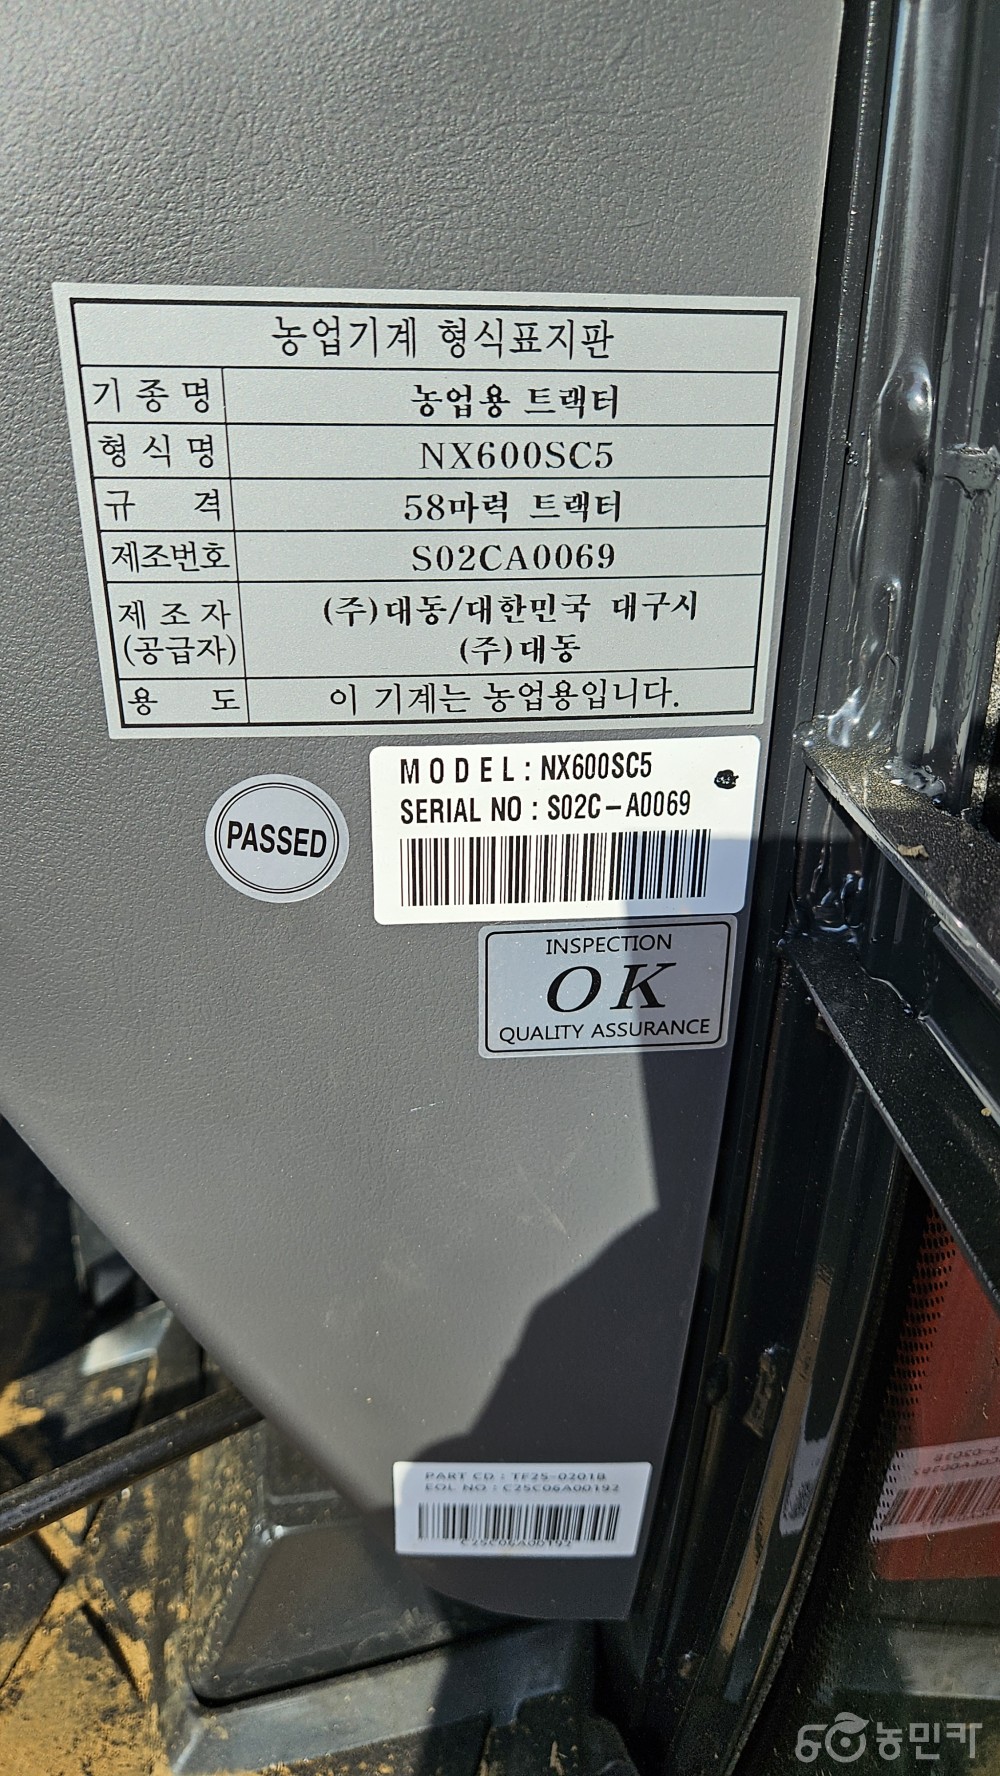 농업기계 형식표지판
기종명 농업용 트랙터
형식명 NX600SC5
규격 58마력 트랙터
제조번호 S02CA0069
제조자 (주)대동/대한민국 대구시
(공급자) (주)대동
용도 이 기계는 농업용입니다.
MODEL : NX600SC5
SERIAL NO : S02C-A0069
PASSED
INSPECTION
OK
QUALITY ASSURANCE
PART CD : TF25-0201B
EOL NO : C25C06A00192
C25C06A00192
농민카